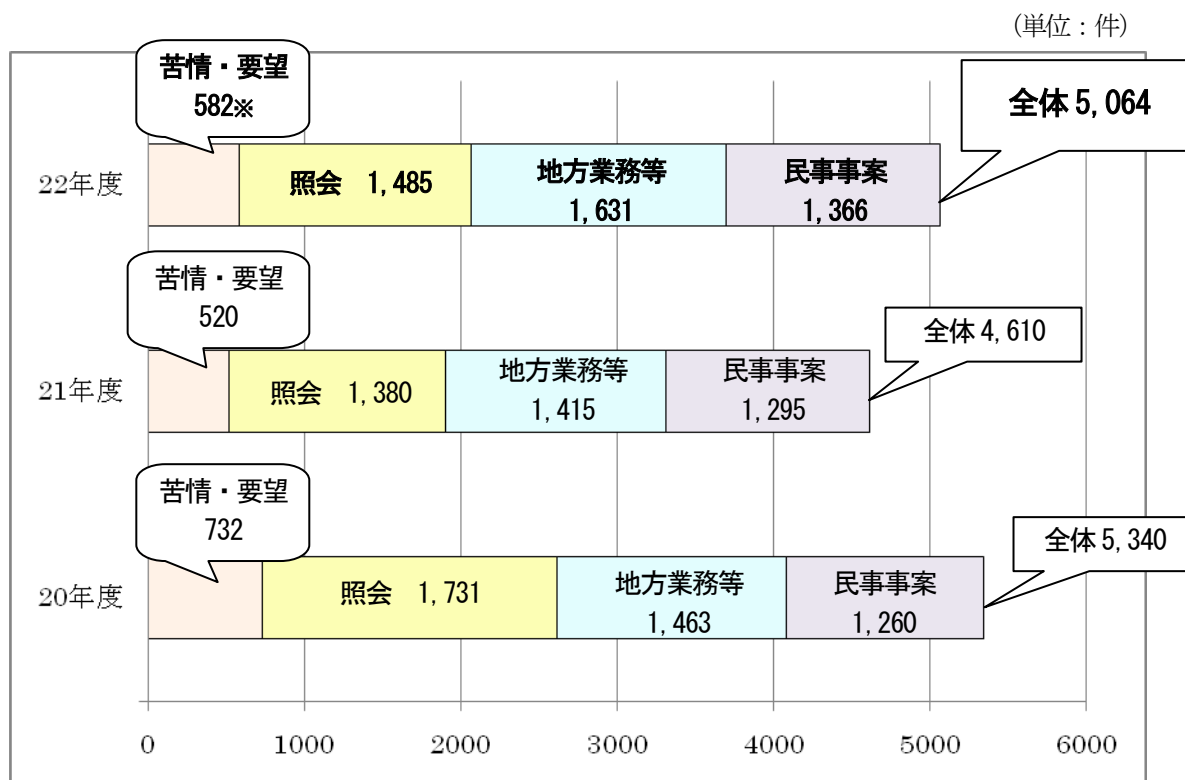 (単位：件)
苦情・要望
582※
全体 5,064
22年度
照会　1,485
地方業務等
1,631
民事事案
1,366
苦情・要望
520
全体 4,610
21年度
照会　1,380
地方業務等
1,415
民事事案
1,295
苦情・要望
732
全体 5,340
20年度
照会　1,731
地方業務等
1,463
民事事案
1,260
0 1000 2000 3000 4000 5000 6000